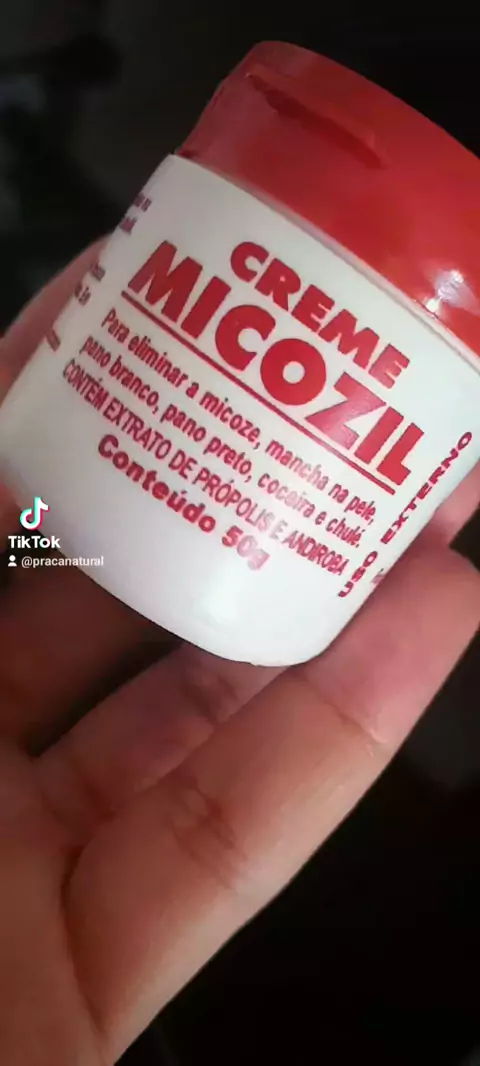 CREME
MICOZIL
Para eliminar a micoze, mancha na pele,
pano branco, pano preto, coceira e chulé.
CONTÉM EXTRATO DE PRÓPOLIS E ANDIROBA
Conteúdo 50g
USO EXTERNO
TikTok
@pracanatural